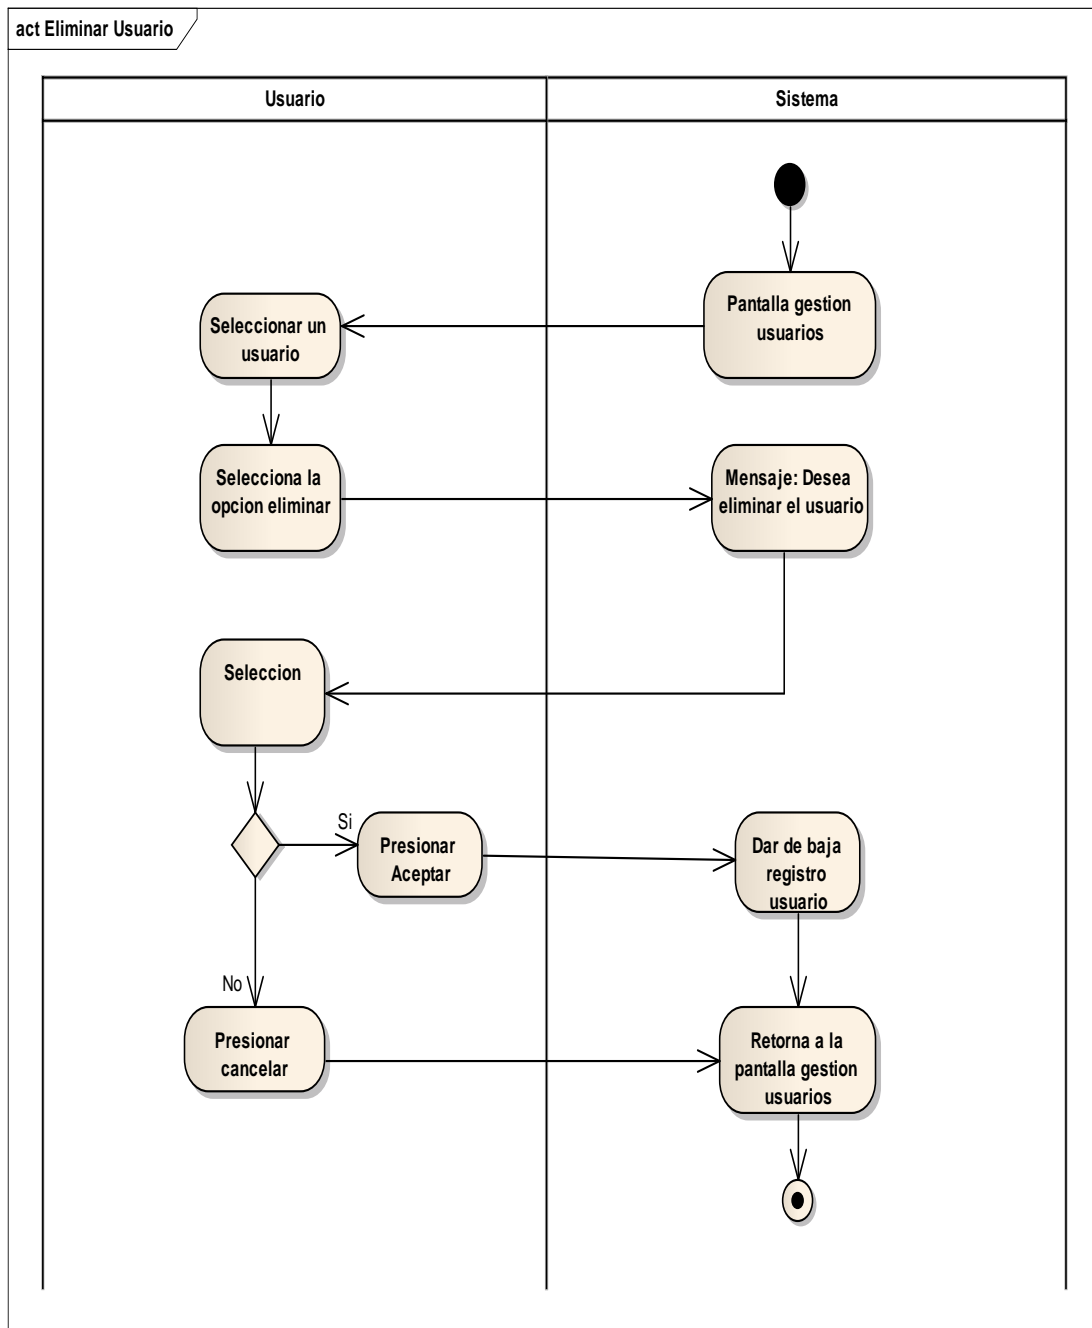 act Eliminar Usuario
Usuario
Sistema
Pantalla gestion
usuarios
Seleccionar un
usuario
Selecciona la
opcion eliminar
Mensaje: Desea
eliminar el usuario
Seleccion
Si
Presionar
Aceptar
Dar de baja
registro
usuario
No
Presionar
cancelar
Retorna a la
pantalla gestion
usuarios